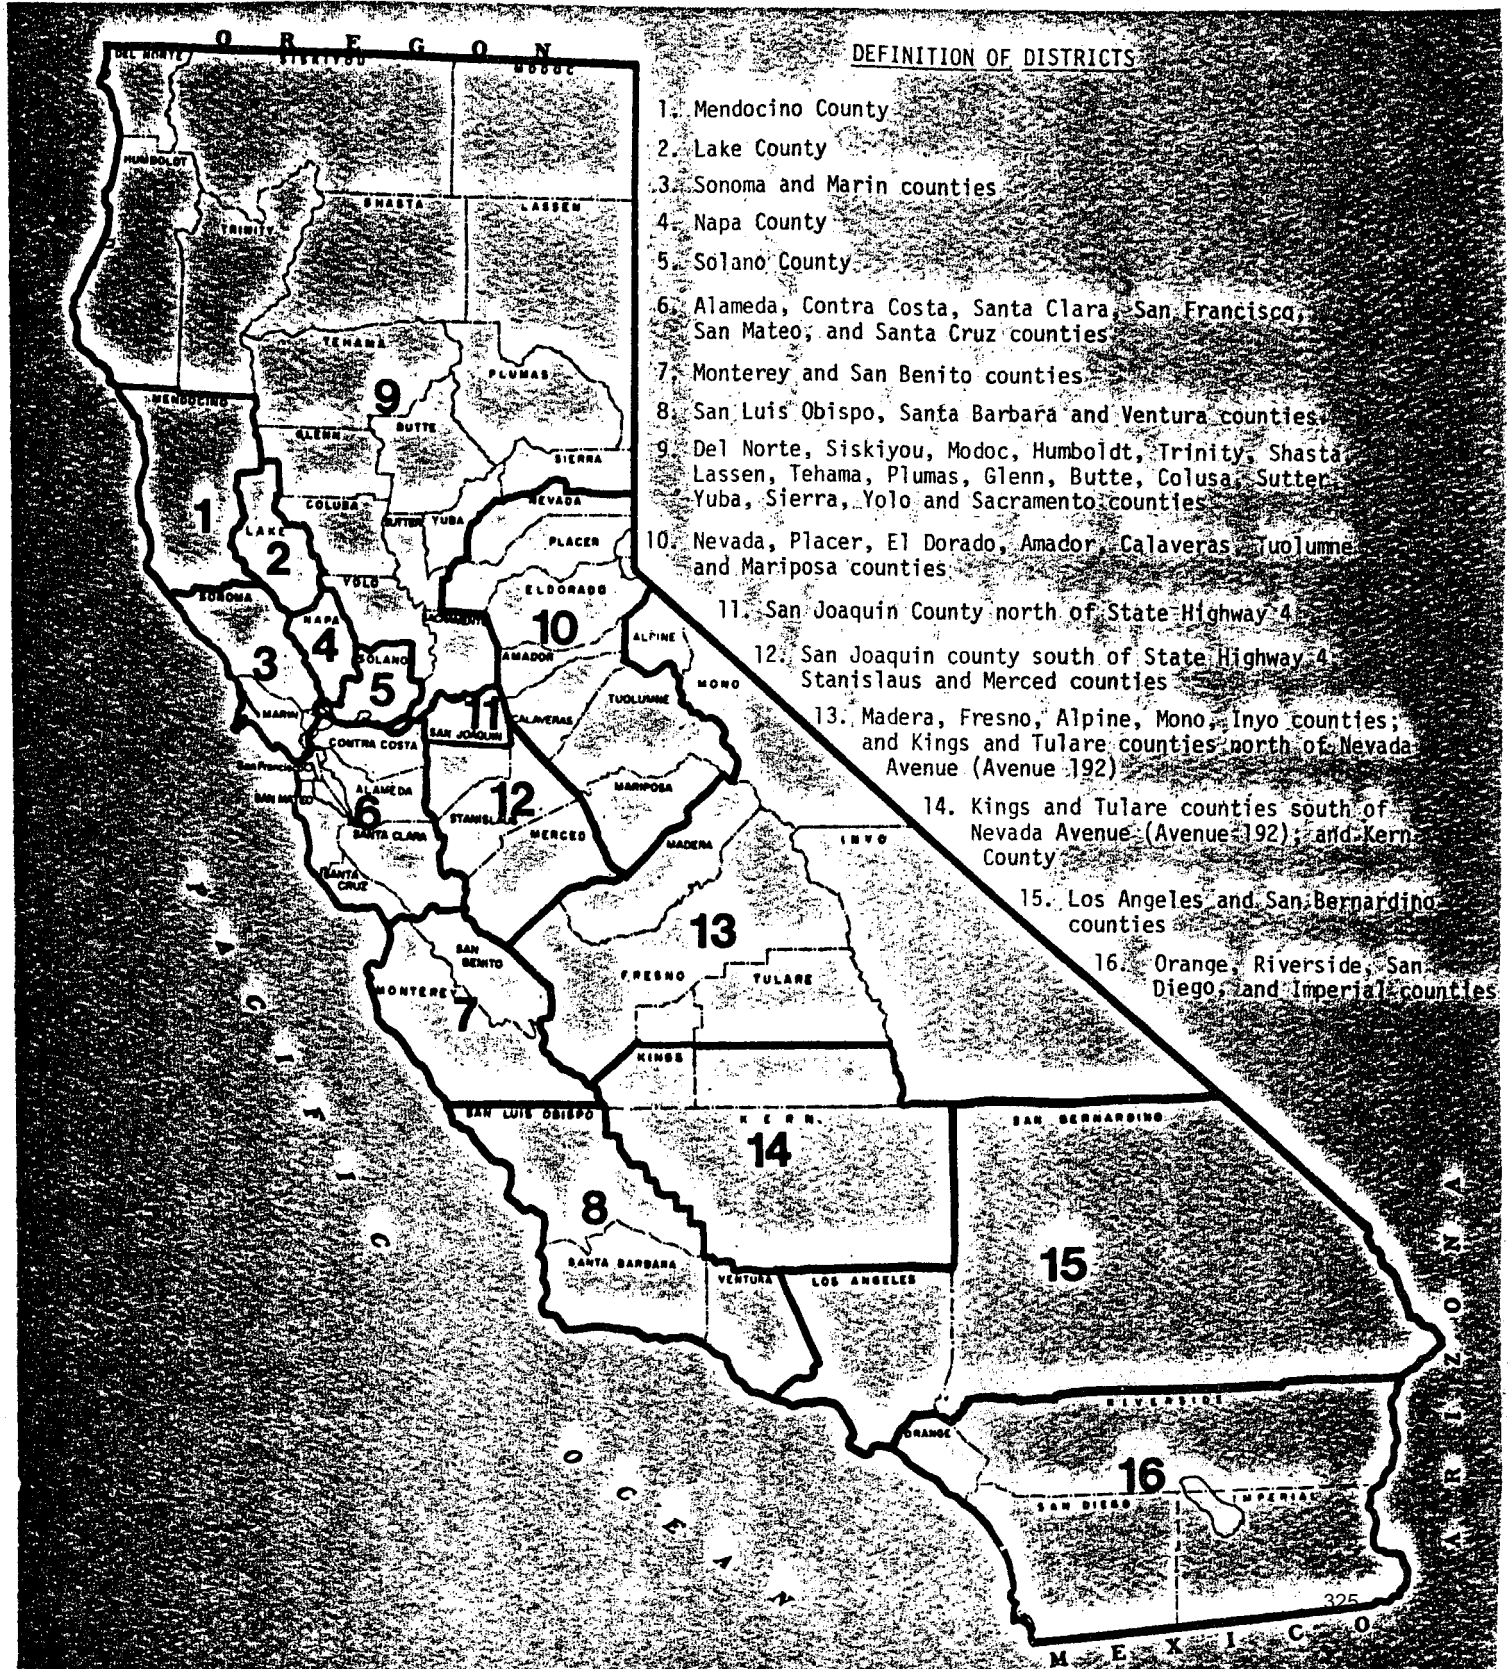 DEFINITION OF DISTRICTS
1. Mendocino County
2. Lake County
3. Sonoma and Marin counties
4. Napa County
5. Solano County
6. Alameda, Contra Costa, Santa Clara, San Francisco,
San Mateo, and Santa Cruz counties
7. Monterey and San Benito counties
8. San Luis Obispo, Santa Barbara and Ventura counties
9. Del Norte, Siskiyou, Modoc, Humboldt, Trinity, Shasta,
Lassen, Tehama, Plumas, Glenn, Butte, Colusa, Sutter,
Yuba, Sierra, Yolo and Sacramento counties
10. Nevada, Placer, El Dorado, Amador, Calaveras, Tuolumne
and Mariposa counties
11. San Joaquin County north of State Highway 4
12. San Joaquin county south of State Highway 4
Stanislaus and Merced counties
13. Madera, Fresno, Alpine, Mono, Inyo counties;
and Kings and Tulare counties north of Nevada
Avenue (Avenue 192)
14. Kings and Tulare counties south of
Nevada Avenue (Avenue 192); and Kern
County
15. Los Angeles and San Bernardino
counties
16. Orange, Riverside, San
Diego, and Imperial counties
OREGON
DEL NORTE
SISKIYOU
MODOC
HUMBOLDT
TRINITY
SHASTA
LASSEN
TEHAMA
PLUMAS
9
MENDOCINO
GLENN
BUTTE
SIERRA
NEVADA
1
COLUSA
SUTTER
YUBA
LAKE
2
PLACER
YOLO
ELDORADO
SONOMA
NAPA
SACRAMENTO
10
3
4
SOLANO
5
AMADOR
ALPINE
MONO
MARIN
11
SAN JOAQUIN
CALAVERAS
TUOLUMNE
CONTRA COSTA
SAN FRANCISCO
SAN MATEO
ALAMEDA
6
SANTA CLARA
12
STANISLAUS
MERCED
MARIPOSA
MADERA
INYO
SANTA
CRUZ
13
SAN
BENITO
MONTEREY
7
FRESNO
TULARE
KINGS
SAN LUIS OBISPO
KERN
14
SAN BERNARDINO
8
SANTA BARBARA
VENTURA
LOS ANGELES
15
RIVERSIDE
ORANGE
16
SAN DIEGO
IMPERIAL
PACIFIC
OCEAN
ARIZONA
325
MEXICO